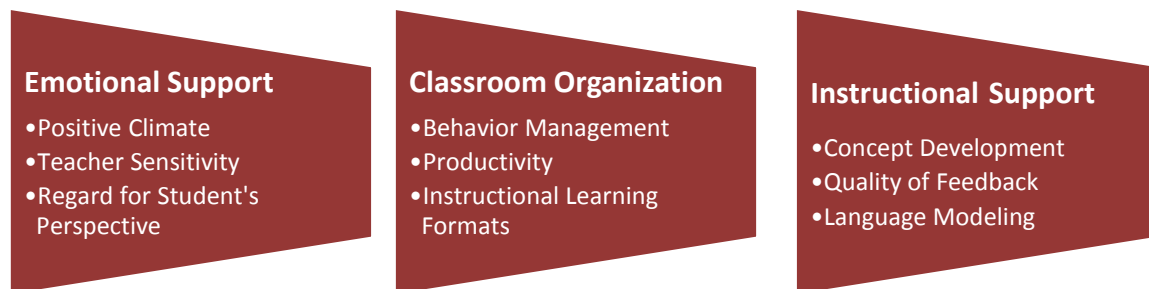 Emotional Support
•Positive Climate
•Teacher Sensitivity
•Regard for Student's
Perspective
Classroom Organization
•Behavior Management
•Productivity
•Instructional Learning
Formats
Instructional Support
•Concept Development
•Quality of Feedback
•Language Modeling